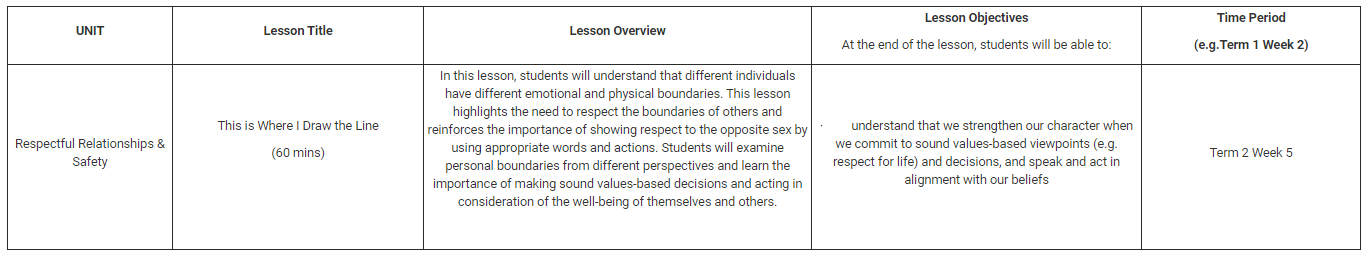 UNIT
Lesson Title
Lesson Overview
Lesson Objectives
At the end of the lesson, students will be able to:
Time Period
(e.g.Term 1 Week 2)
Respectful Relationships &
Safety
This is Where I Draw the Line
(60 mins)
In this lesson, students will understand that different individuals
have different emotional and physical boundaries. This lesson
highlights the need to respect the boundaries of others and
reinforces the importance of showing respect to the opposite sex by
using appropriate words and actions. Students will examine
personal boundaries from different perspectives and learn the
importance of making sound values-based decisions and acting in
consideration of the well-being of themselves and others.
· understand that we strengthen our character when
we commit to sound values-based viewpoints (e.g.
respect for life) and decisions, and speak and act in
alignment with our beliefs
Term 2 Week 5